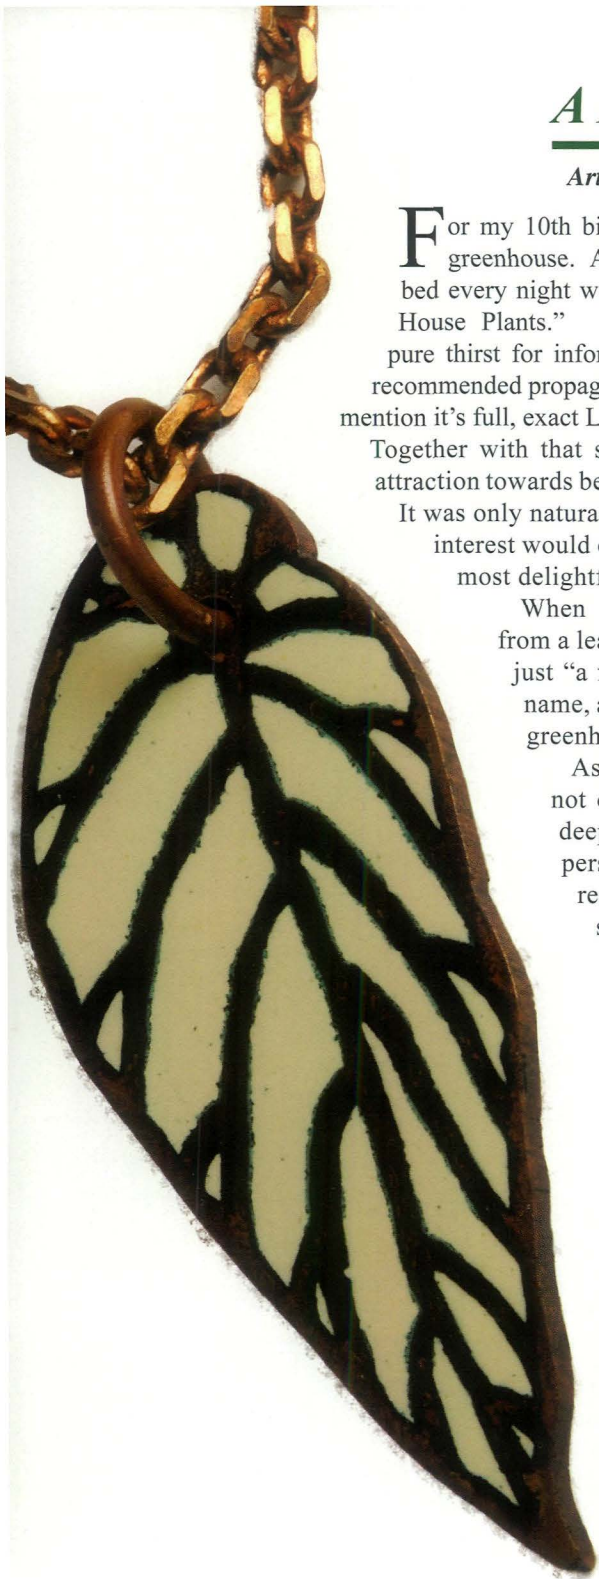 A
Art
For my 10th bi
greenhouse. A
bed every night w
House Plants.”
pure thirst for infor
recommended propag
mention it's full, exact L
Together with that s
attraction towards be
It was only natura
interest would
most delightf
When
from a lea
just “a
name, a
greenh
As
not
deep
pers
re
s